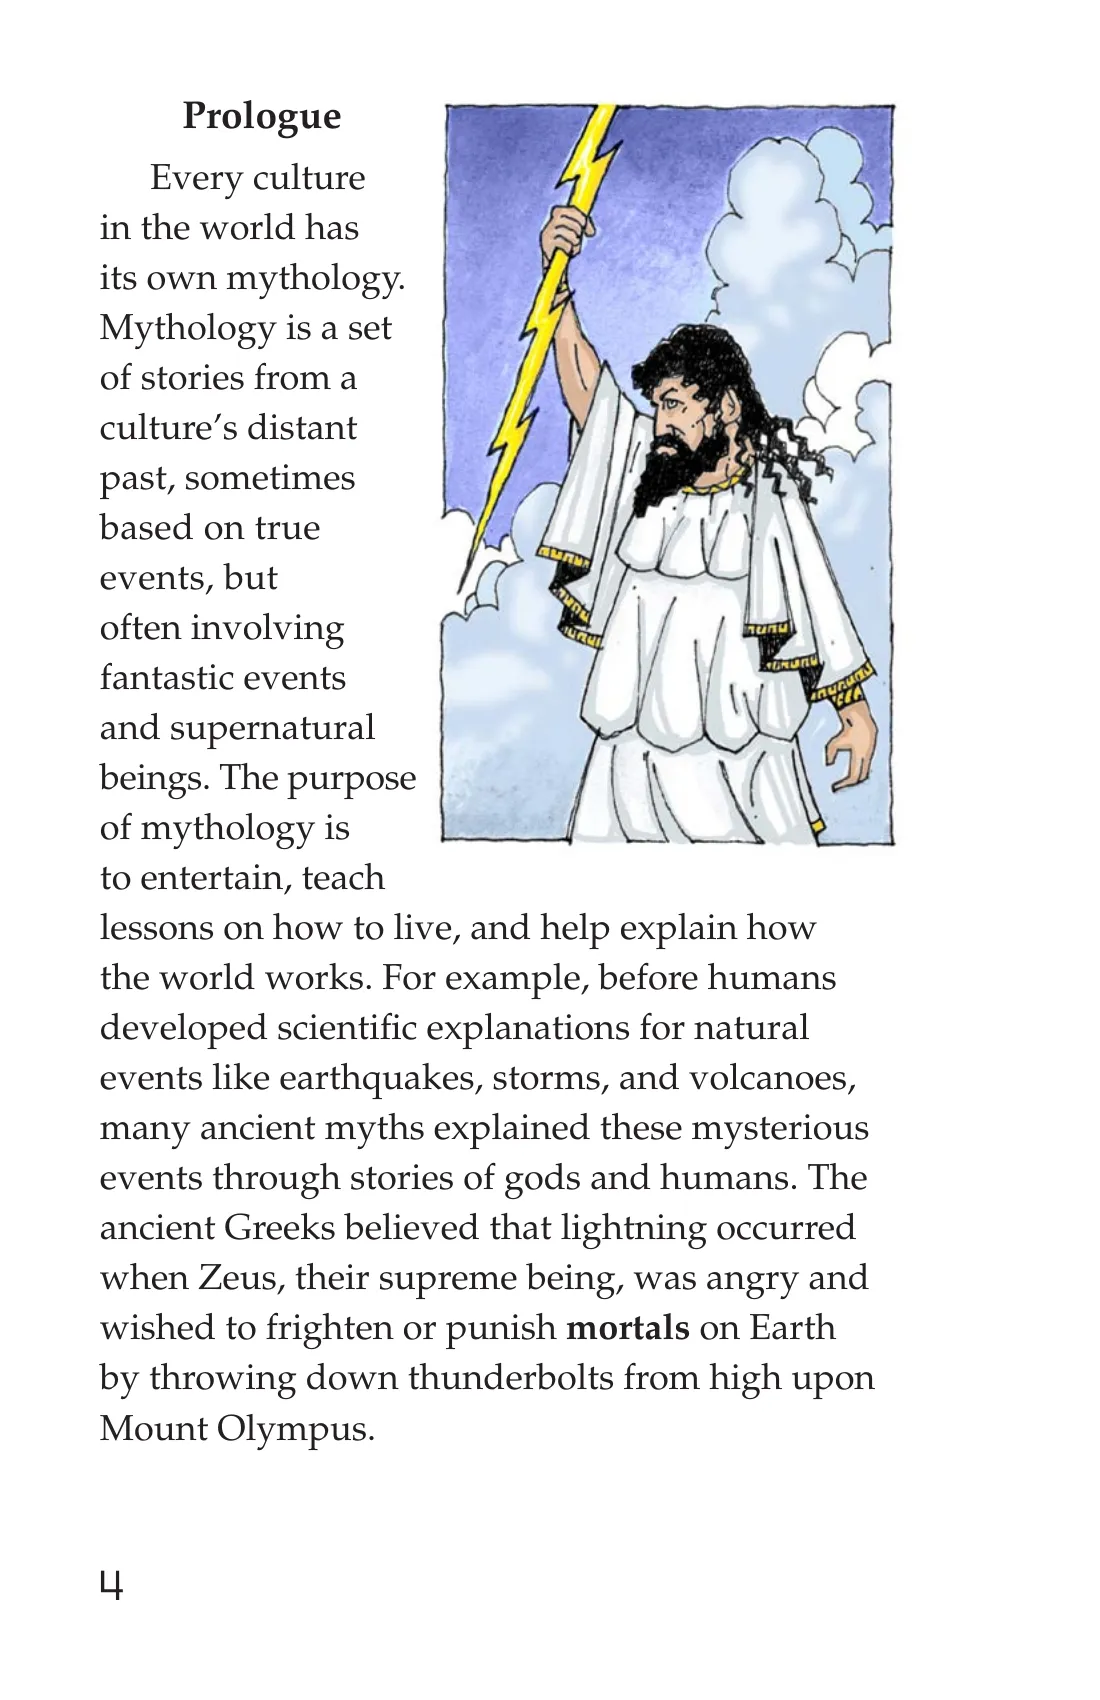 Prologue
Every culture
in the world has
its own mythology.
Mythology is a set
of stories from a
culture’s distant
past, sometimes
based on true
events, but
often involving
fantastic events
and supernatural
beings. The purpose
of mythology is
to entertain, teach
lessons on how to live, and help explain how
the world works. For example, before humans
developed scientific explanations for natural
events like earthquakes, storms, and volcanoes,
many ancient myths explained these mysterious
events through stories of gods and humans. The
ancient Greeks believed that lightning occurred
when Zeus, their supreme being, was angry and
wished to frighten or punish mortals on Earth
by throwing down thunderbolts from high upon
Mount Olympus.
4